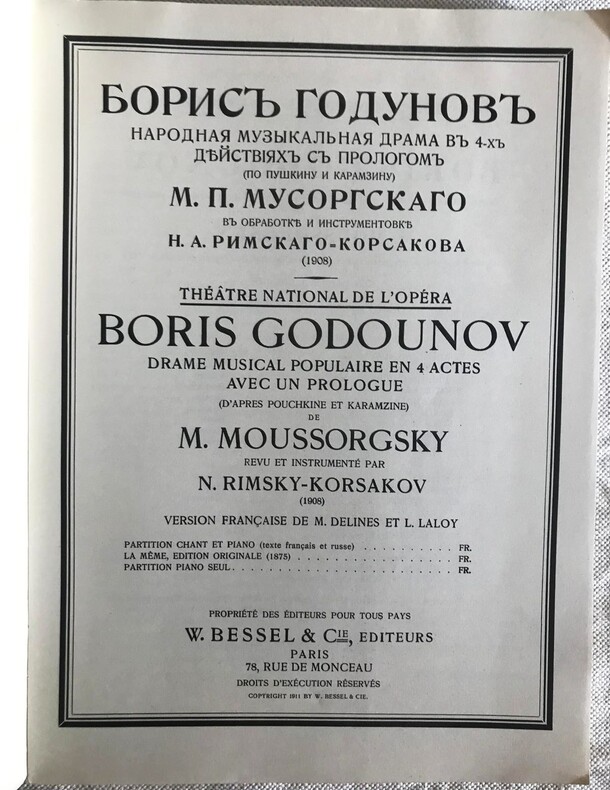 БОРИСЪ ГОДУНОВЪ
НАРОДНАЯ МУЗЫКАЛЬНАЯ ДРАМА ВЪ 4-ХЪ
ДѢЙСТВІЯХЪ СЪ ПРОЛОГОМЪ
(ПО ПУШКИНУ И КАРАМЗИНУ)
М. П. МУСОРГСКАГО
ВЪ ОБРАБОТКѢ И ИНСТРУМЕНТОВКѢ
Н. А. РИМСКАГО=КОРСАКОВА
(1908)
THÉÂTRE NATIONAL DE L'OPÉRA
BORIS GODOUNOV
DRAME MUSICAL POPULAIRE EN 4 ACTES
AVEC UN PROLOGUE
(D'APRES POUCHKINE ET KARAMZINE)
DE
M. MOUSSORGSKY
REVU ET INSTRUMENTÉ PAR
N. RIMSKY-KORSAKOV
(1908)
VERSION FRANÇAISE DE M. DELINES ET L. LALOY
PARTITION CHANT ET PIANO (texte français et russe) . . . . . . . . . . FR.
LA MÊME, EDITION ORIGINALE (1875) . . . . . . . . . . . . . . . . . FR.
PARTITION PIANO SEUL . . . . . . . . . . . . . . . . . . . . . . . FR.
PROPRIÉTÉ DES ÉDITEURS POUR TOUS PAYS
W. BESSEL & CIE, EDITEURS
PARIS
78, RUE DE MONCEAU
DROITS D'EXÉCUTION RÉSERVÉS
COPYRIGHT 1911 BY W. BESSEL & CIE.